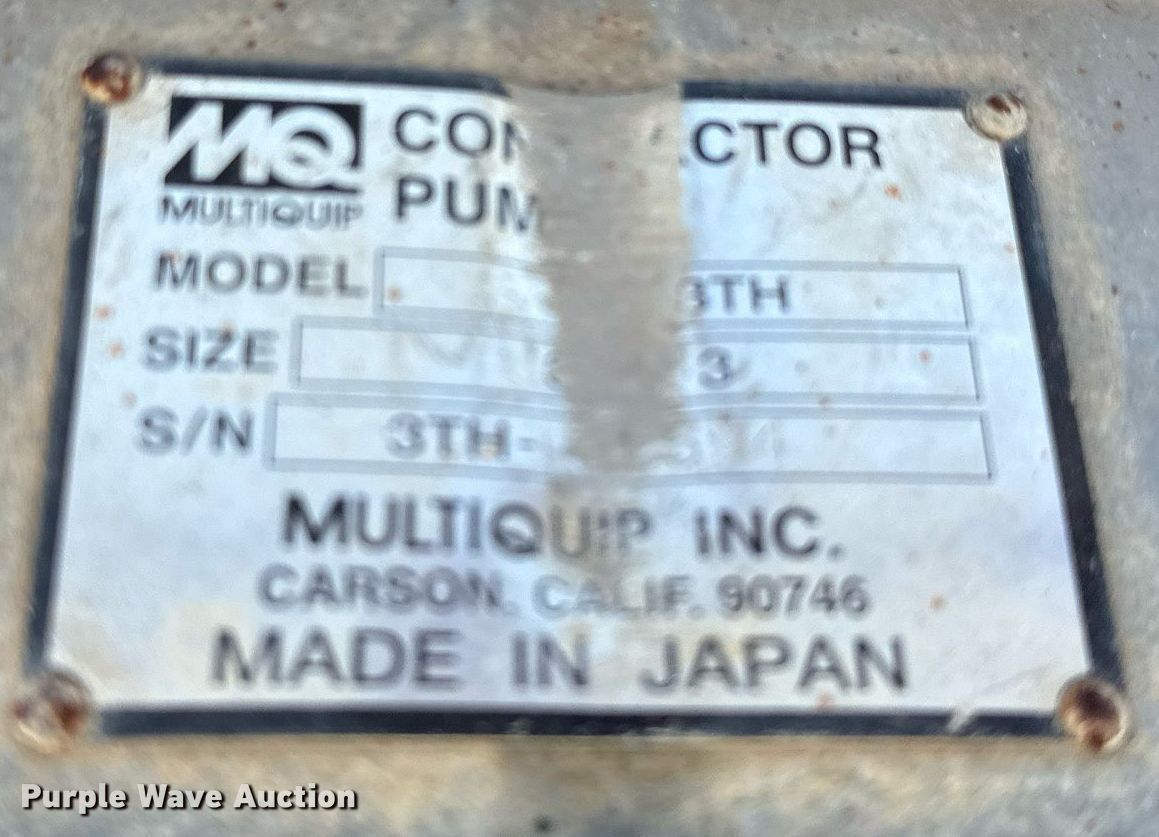 MQ CON CTOR
MULTIQUIP PUM
MODEL 3TH
SIZE 3
S/N 3TH-
MULTIQUIP INC.
CARSON, CALIF. 90746
MADE IN JAPAN
Purple Wave Auction